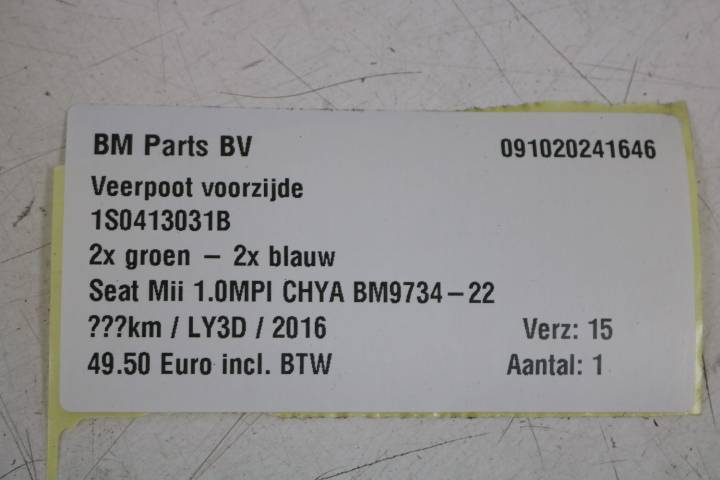 BM Parts BV 091020241646
Veerpoot voorzijde
1S0413031B
2x groen – 2x blauw
Seat Mii 1.0MPI CHYA BM9734–22
???km / LY3D / 2016 Verz: 15
49.50 Euro incl. BTW Aantal: 1